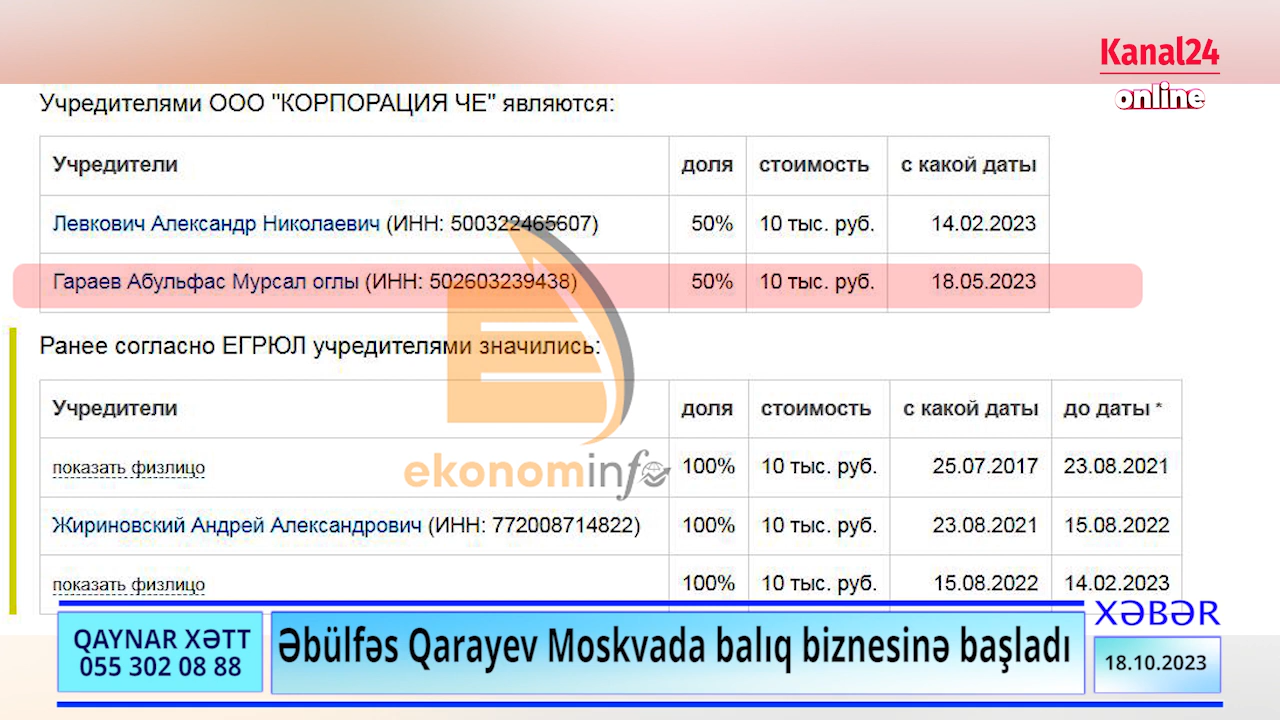 Kanal24
online
Учредителями ООО "КОРПОРАЦИЯ ЧЕ" являются:
Учредители доля стоимость с какой даты
Левкович Александр Николаевич (ИНН: 500322465607) 50% 10 тыс. руб. 14.02.2023
Гараев Абульфас Мурсал оглы (ИНН: 502603239438) 50% 10 тыс. руб. 18.05.2023
Ранее согласно ЕГРЮЛ учредителями значились:
Учредители доля стоимость с какой даты до даты *
показать физлицо 100% 10 тыс. руб. 25.07.2017 23.08.2021
ekonominfo
Жириновский Андрей Александрович (ИНН: 772008714822) 100% 10 тыс. руб. 23.08.2021 15.08.2022
показать физлицо 100% 10 тыс. руб. 15.08.2022 14.02.2023
QAYNAR XƏTT
055 302 08 88
Əbülfəs Qarayev Moskvada balıq biznesinə başladı
XƏBƏR
18.10.2023